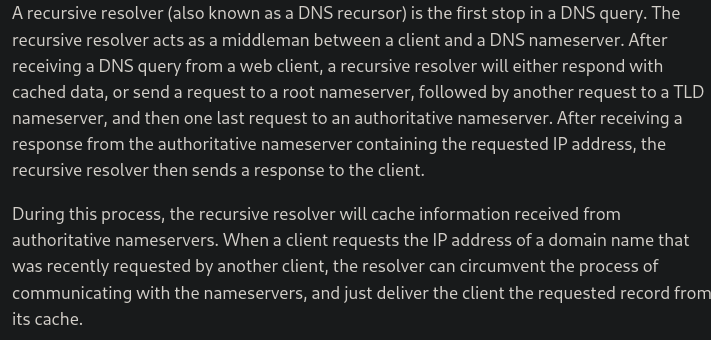 A recursive resolver (also known as a DNS recursor) is the first stop in a DNS query. The
recursive resolver acts as a middleman between a client and a DNS nameserver. After
receiving a DNS query from a web client, a recursive resolver will either respond with
cached data, or send a request to a root nameserver, followed by another request to a TLD
nameserver, and then one last request to an authoritative nameserver. After receiving a
response from the authoritative nameserver containing the requested IP address, the
recursive resolver then sends a response to the client.
During this process, the recursive resolver will cache information received from
authoritative nameservers. When a client requests the IP address of a domain name that
was recently requested by another client, the resolver can circumvent the process of
communicating with the nameservers, and just deliver the client the requested record from
its cache.